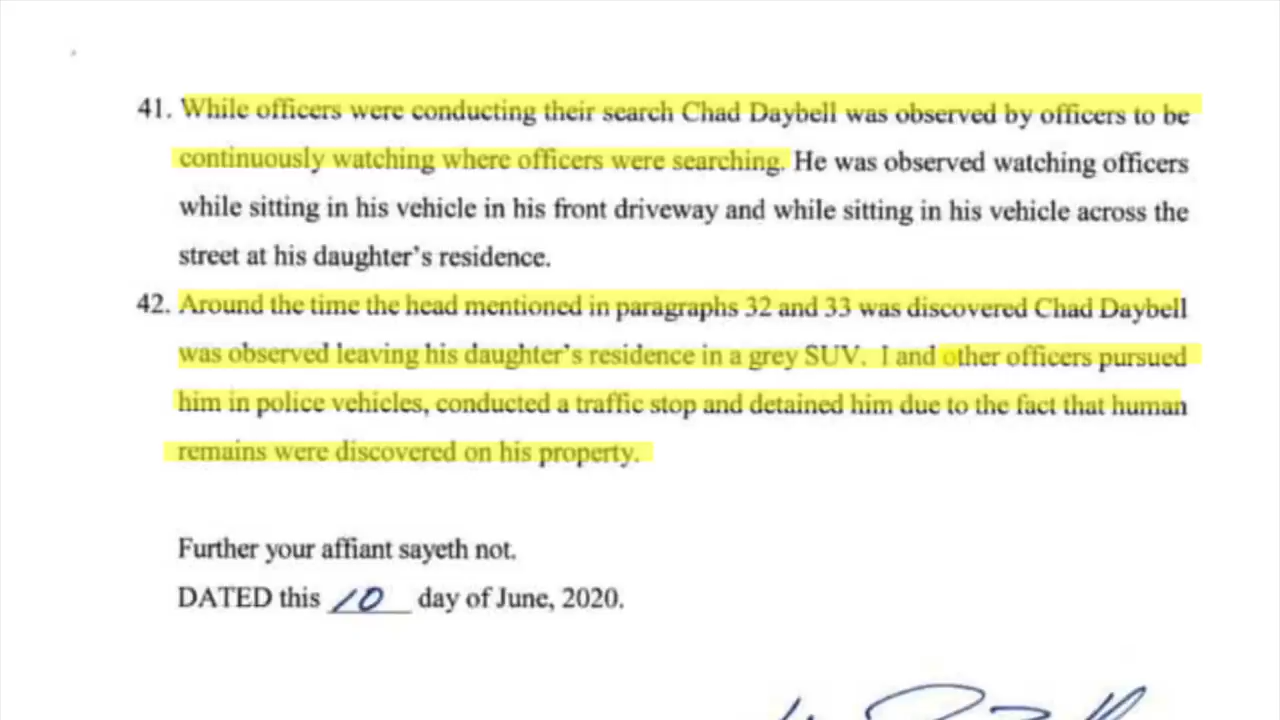 41. While officers were conducting their search Chad Daybell was observed by officers to be
continuously watching where officers were searching. He was observed watching officers
while sitting in his vehicle in his front driveway and while sitting in his vehicle across the
street at his daughter's residence.
42. Around the time the head mentioned in paragraphs 32 and 33 was discovered Chad Daybell
was observed leaving his daughter's residence in a grey SUV. I and other officers pursued
him in police vehicles, conducted a traffic stop and detained him due to the fact that human
remains were discovered on his property.
Further your affiant sayeth not.
DATED this 10 day of June, 2020.